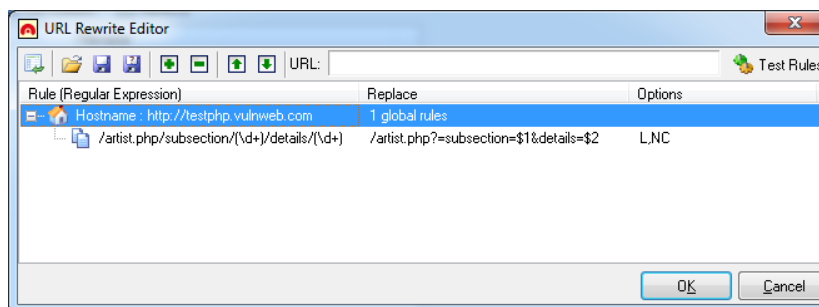 URL Rewrite Editor
URL: Test Rules
Rule (Regular Expression) Replace Options
Hostname : http://testphp.vulnweb.com 1 global rules
/artist.php/subsection/(\d+)/details/(\d+) /artist.php?=subsection=$1&details=$2 L,NC
OK Cancel